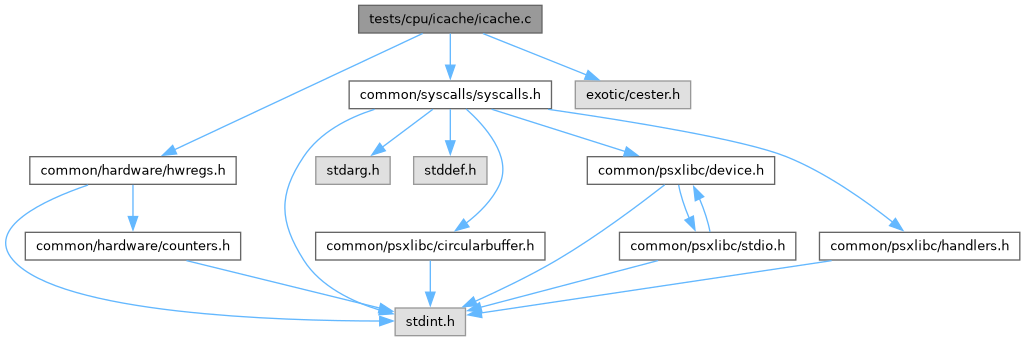 tests/cpu/icache/icache.c
common/syscalls/syscalls.h
exotic/cester.h
common/hardware/hwregs.h
stdarg.h
stddef.h
common/psxlibc/device.h
common/hardware/counters.h
common/psxlibc/circularbuffer.h
common/psxlibc/stdio.h
common/psxlibc/handlers.h
stdint.h